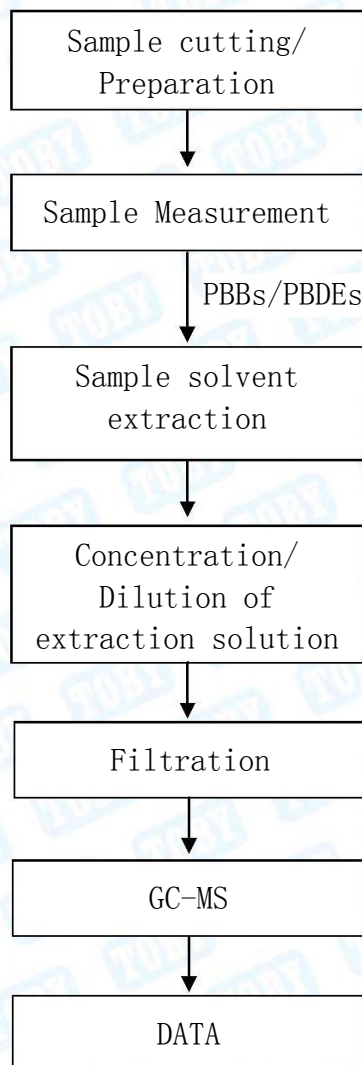 Sample cutting/
Preparation
Sample Measurement
PBBs/PBDEs
Sample solvent
extraction
Concentration/
Dilution of
extraction solution
Filtration
GC-MS
DATA
TOBY